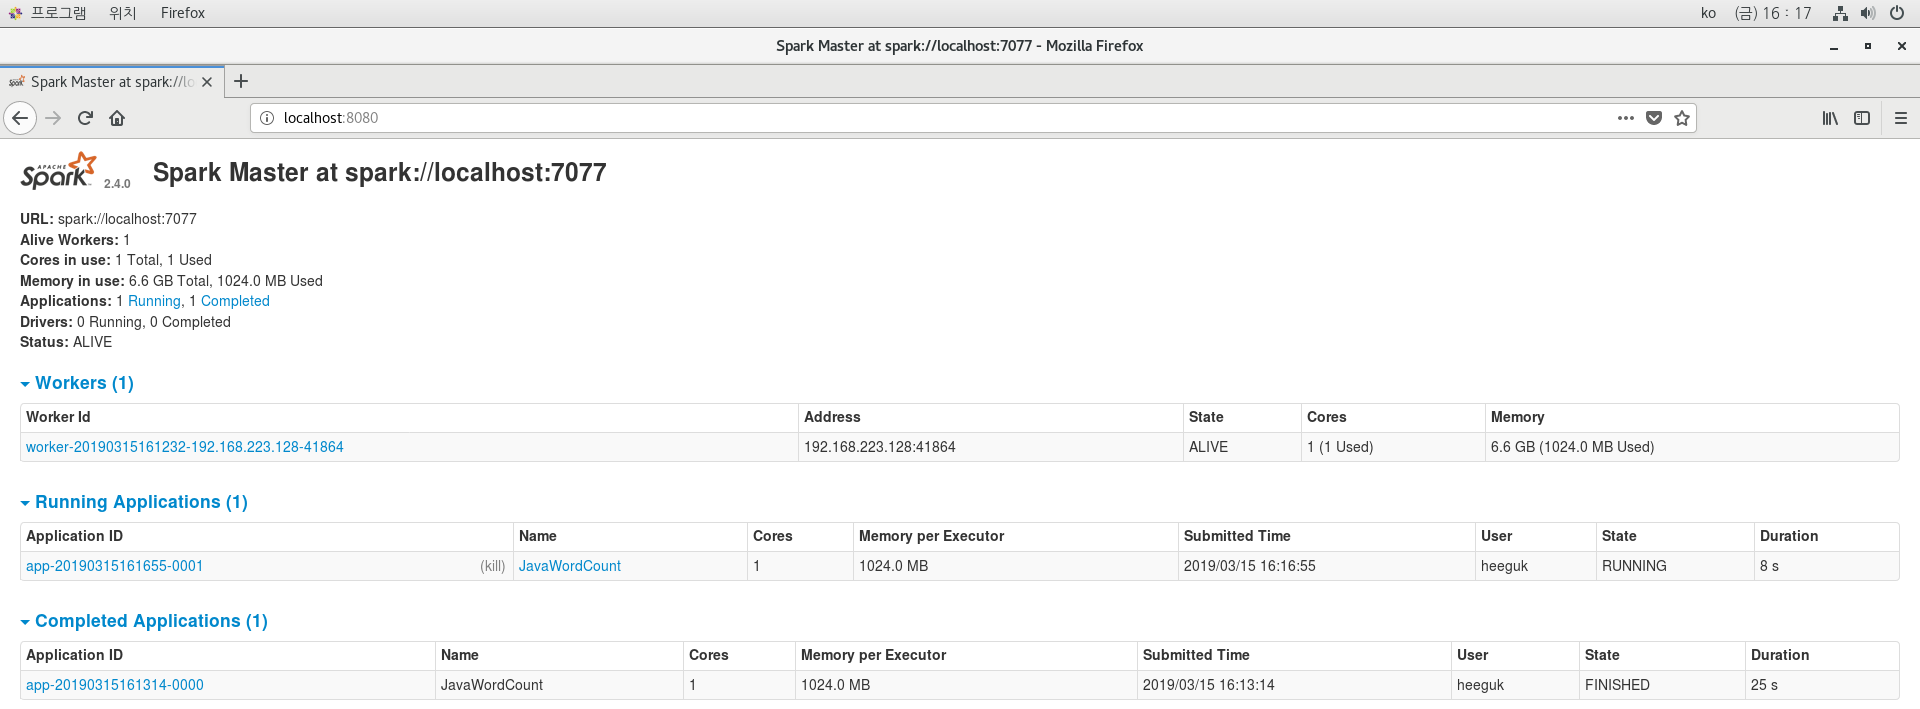 프로그램 위치 Firefox ko (금) 16 : 17
Spark Master at spark://localhost:7077 - Mozilla Firefox
Spark Master at spark://lo
localhost:8080
APACHE Spark 2.4.0 Spark Master at spark://localhost:7077
URL: spark://localhost:7077
Alive Workers: 1
Cores in use: 1 Total, 1 Used
Memory in use: 6.6 GB Total, 1024.0 MB Used
Applications: 1 Running, 1 Completed
Drivers: 0 Running, 0 Completed
Status: ALIVE
Workers (1)
Worker Id Address State Cores Memory
worker-20190315161232-192.168.223.128-41864 192.168.223.128:41864 ALIVE 1 (1 Used) 6.6 GB (1024.0 MB Used)
Running Applications (1)
Application ID Name Cores Memory per Executor Submitted Time User State Duration
app-20190315161655-0001 (kill) JavaWordCount 1 1024.0 MB 2019/03/15 16:16:55 heeguk RUNNING 8 s
Completed Applications (1)
Application ID Name Cores Memory per Executor Submitted Time User State Duration
app-20190315161314-0000 JavaWordCount 1 1024.0 MB 2019/03/15 16:13:14 heeguk FINISHED 25 s